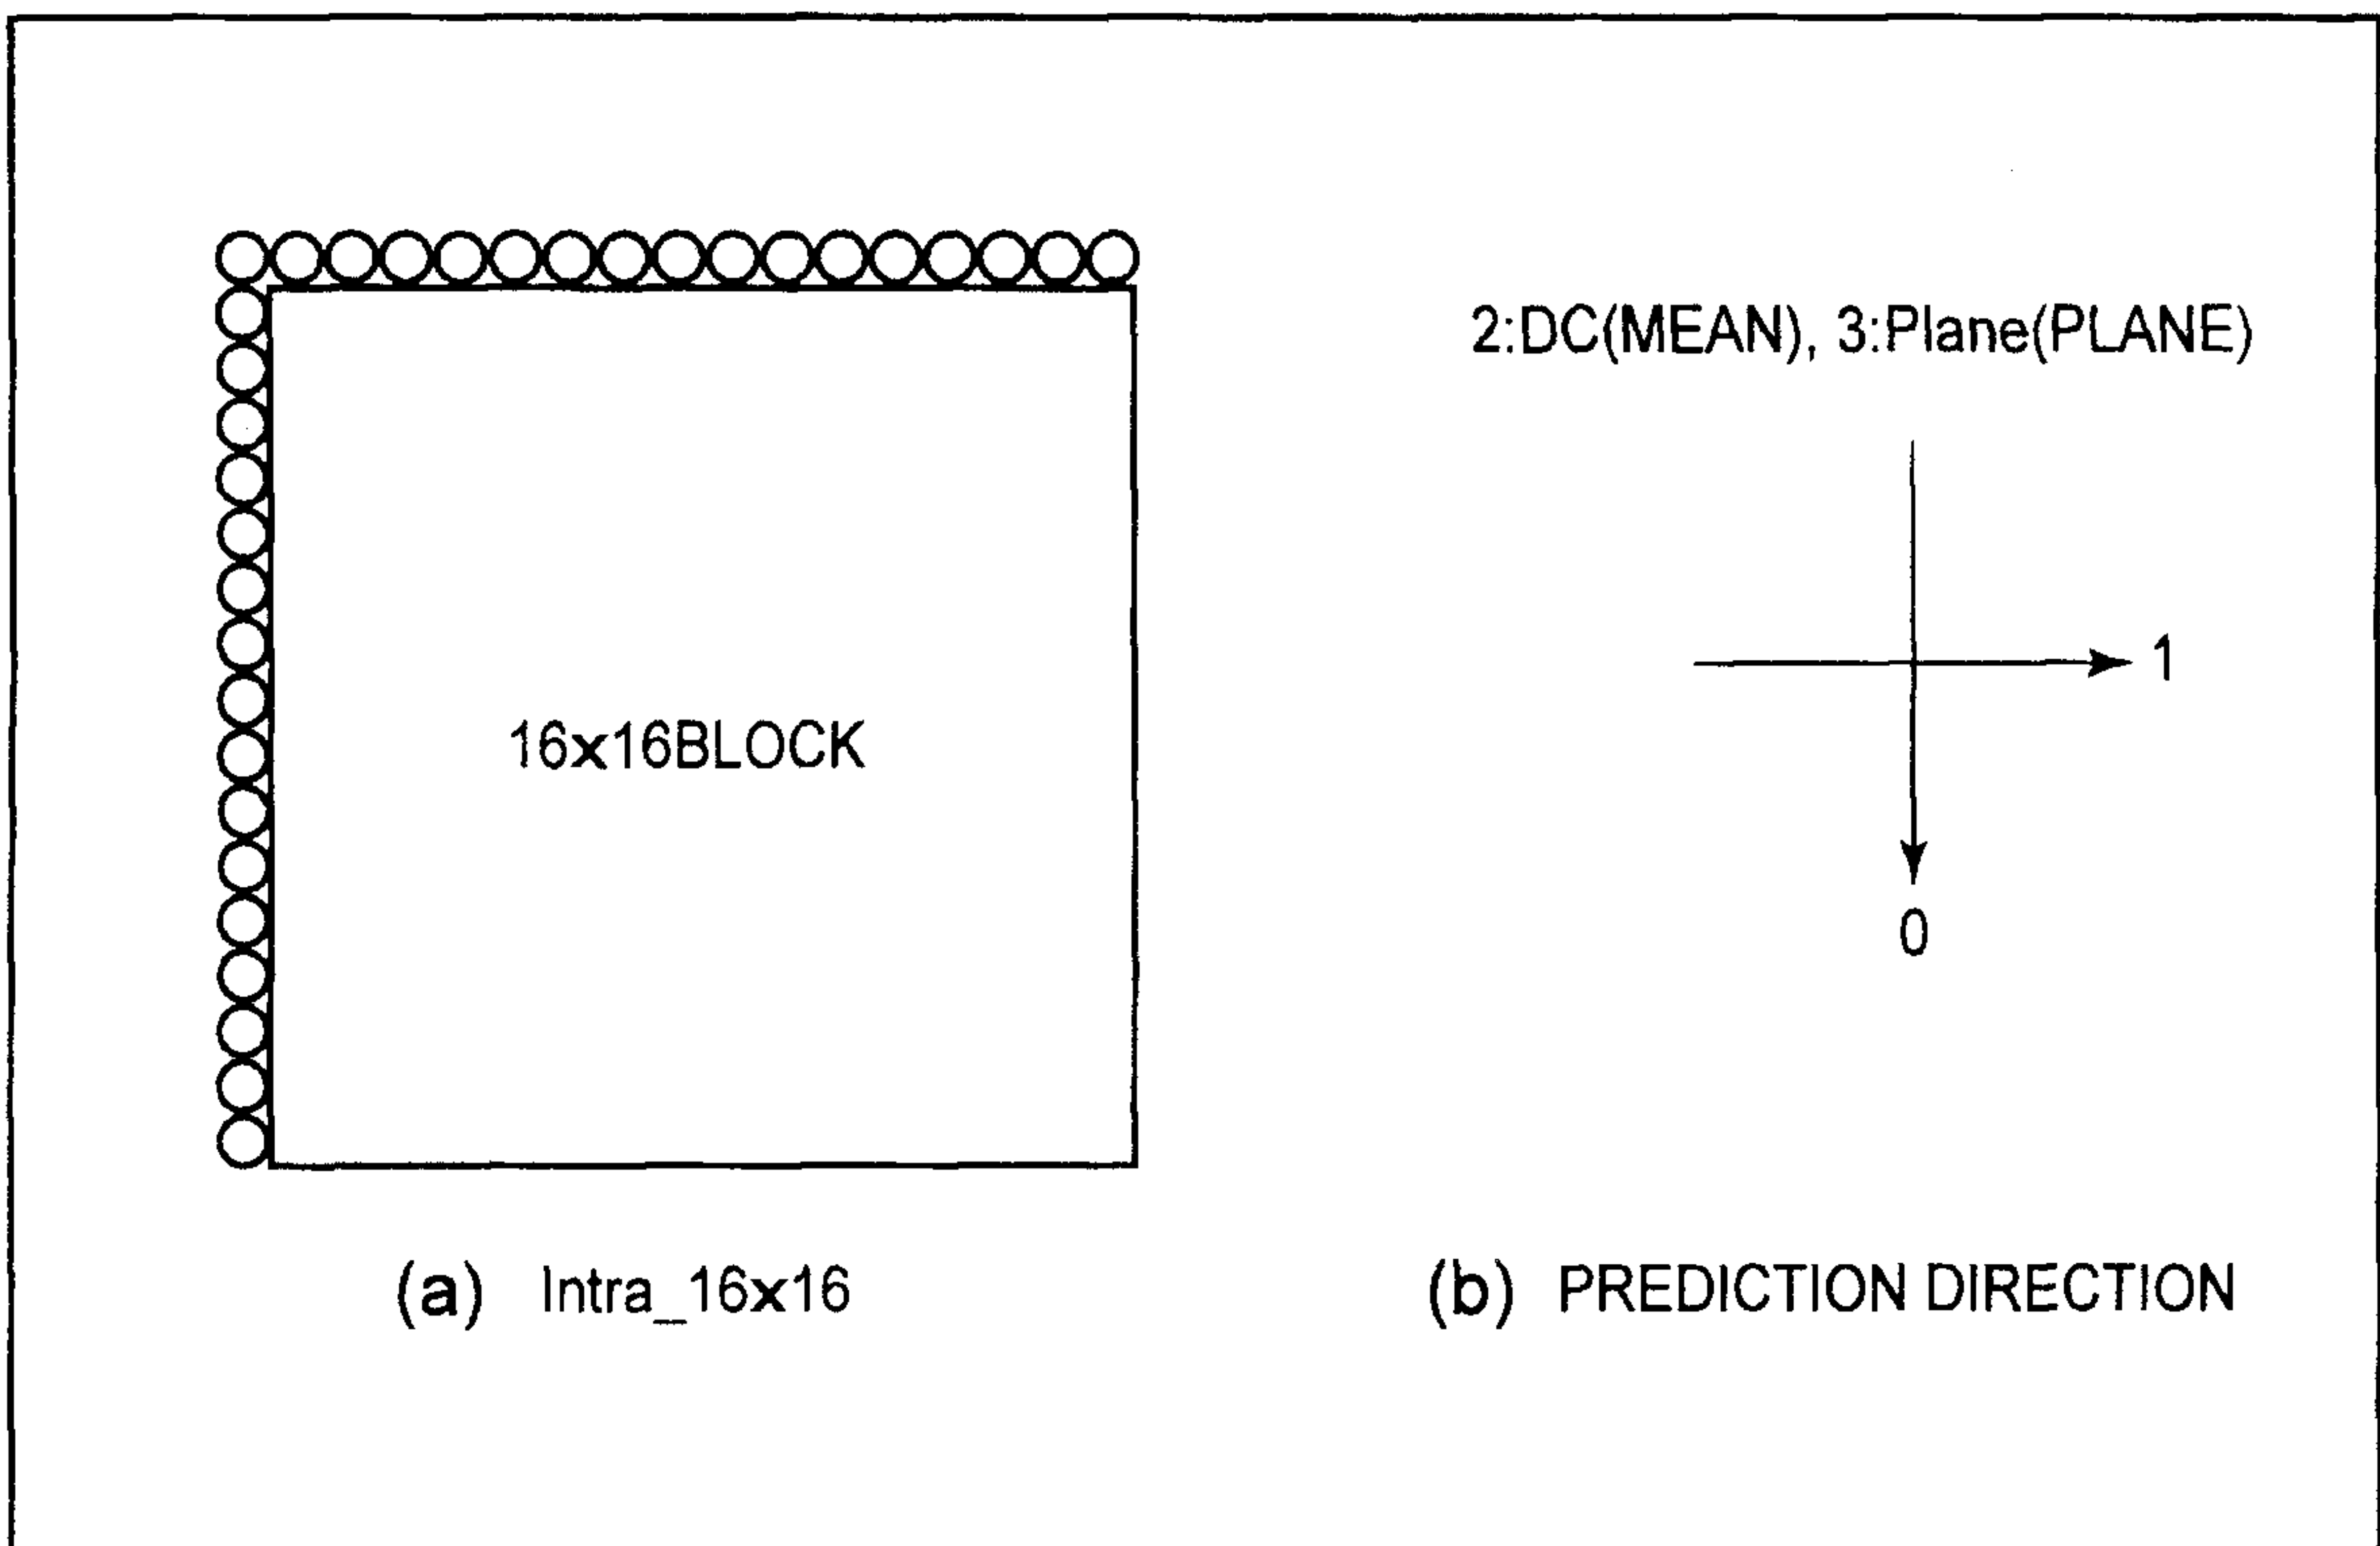 2:DC(MEAN), 3:Plane(PLANE)
1
16x16BLOCK
0
(a) Intra_16x16
(b) PREDICTION DIRECTION